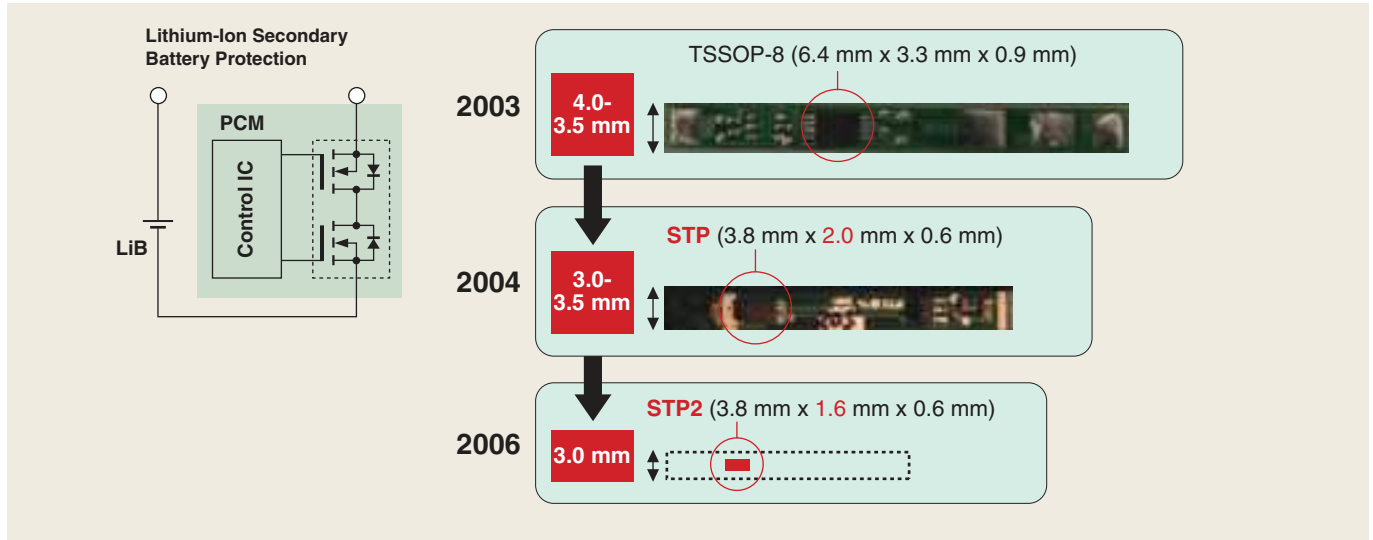 Lithium-Ion Secondary
Battery Protection
PCM
Control IC
LiB
2003
4.0-
3.5 mm
TSSOP-8 (6.4 mm x 3.3 mm x 0.9 mm)
2004
3.0-
3.5 mm
STP (3.8 mm x 2.0 mm x 0.6 mm)
2006
3.0 mm
STP2 (3.8 mm x 1.6 mm x 0.6 mm)